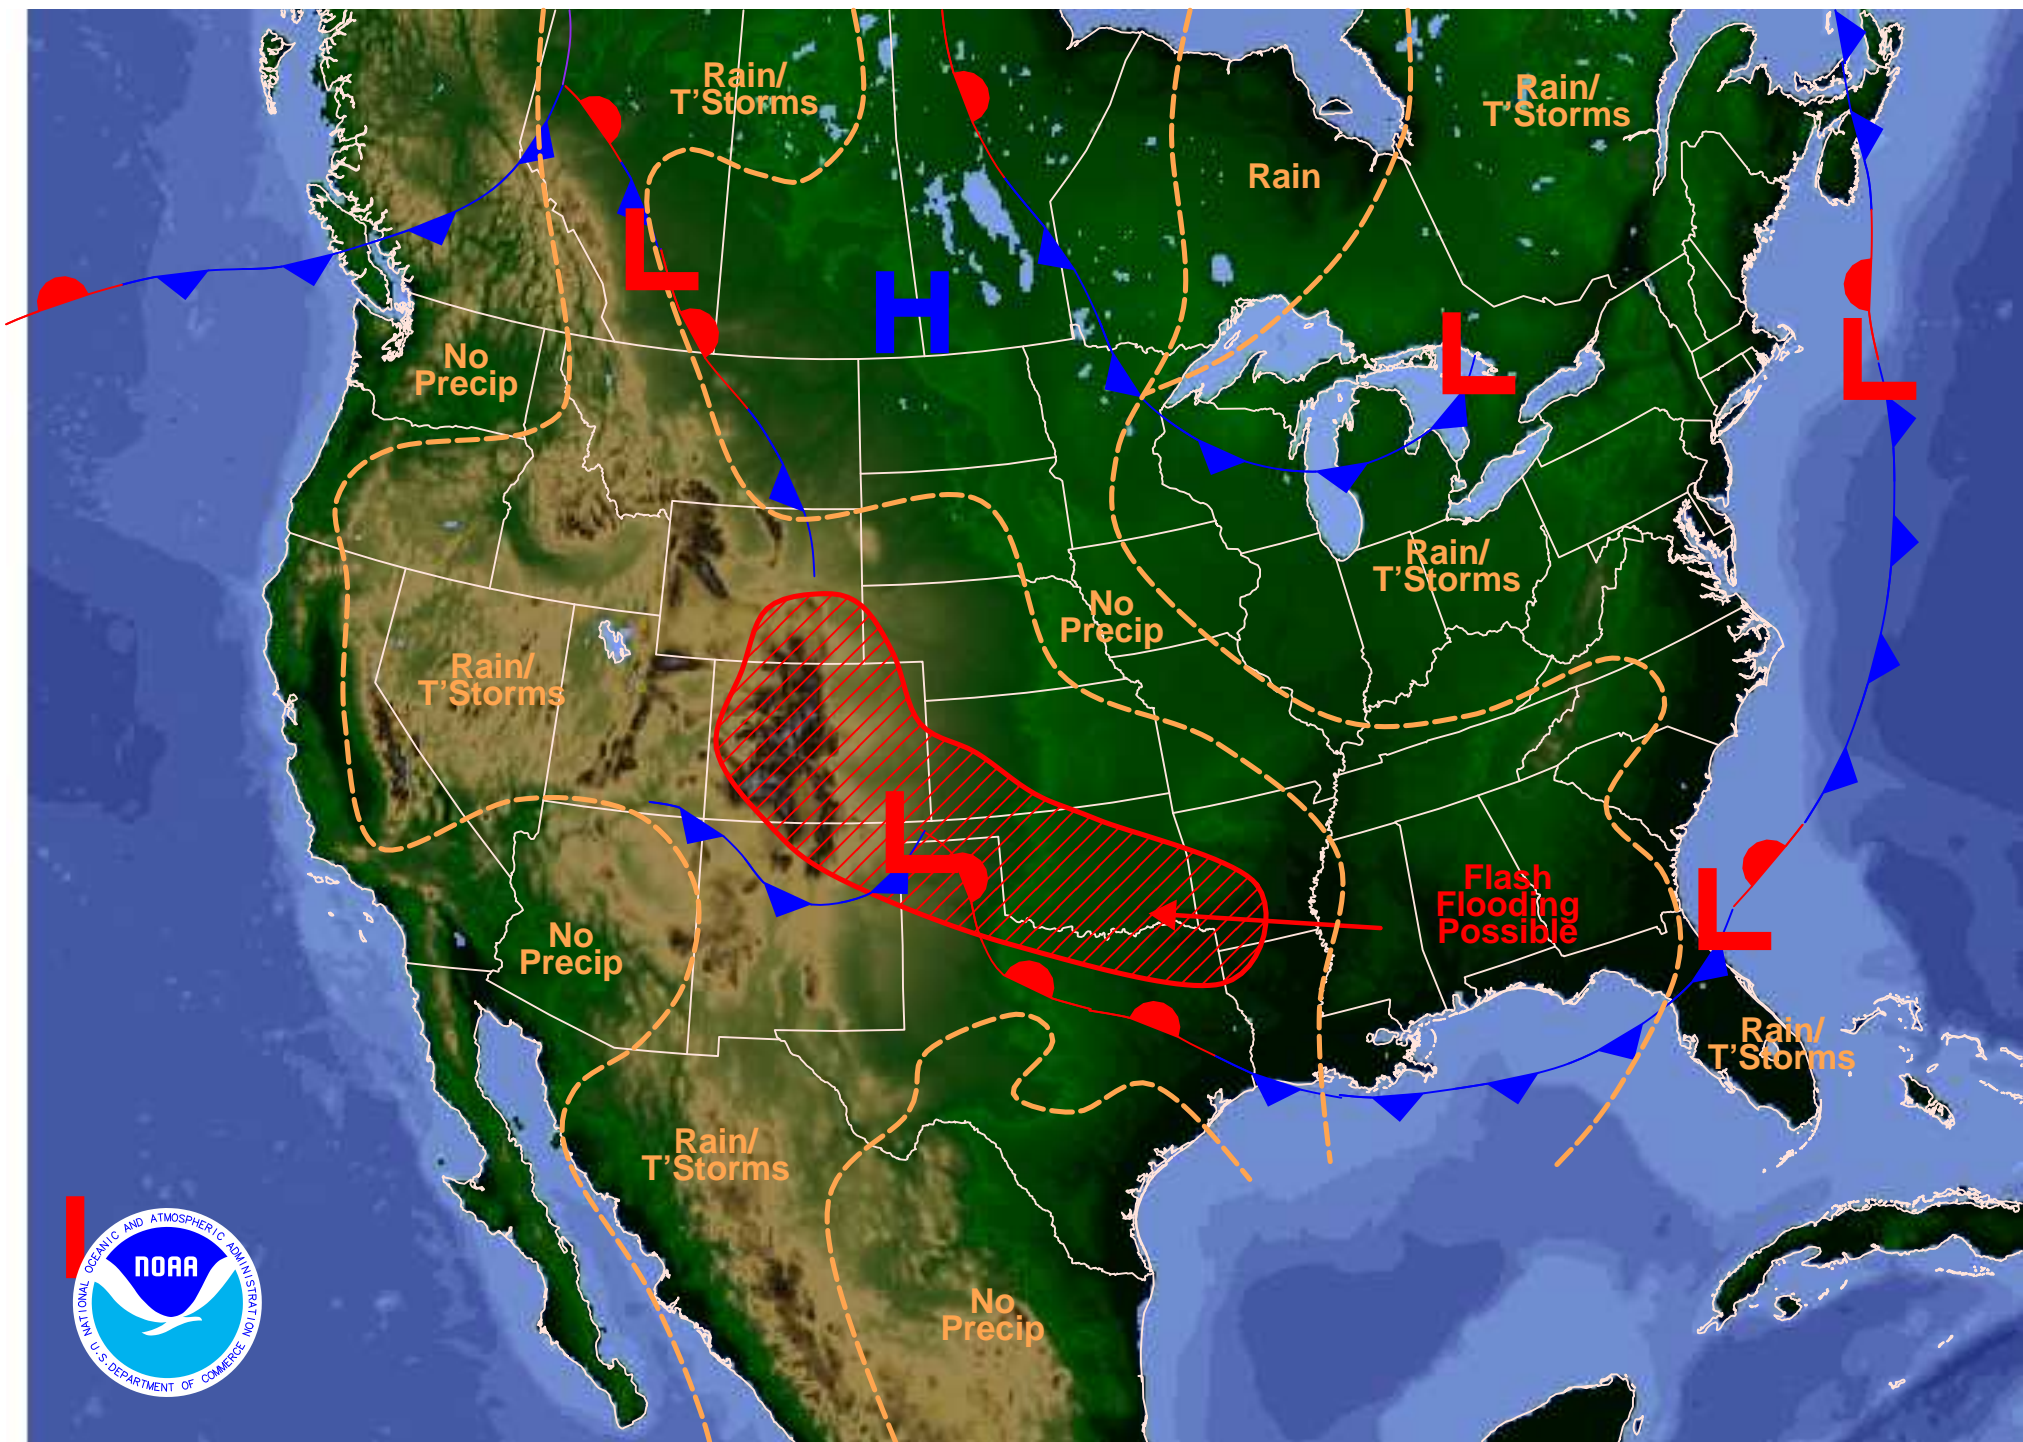 Rain/
T'Storms
Rain/
T'Storms
Rain
L
H
L
L
No
Precip
Rain/
T'Storms
No
Precip
Rain/
T'Storms
L
Flash
Flooding
Possible
L
No
Precip
Rain/
T'Storms
Rain/
T'Storms
No
Precip
L
NATIONAL OCEANIC AND ATMOSPHERIC ADMINISTRATION
NOAA
U.S. DEPARTMENT OF COMMERCE